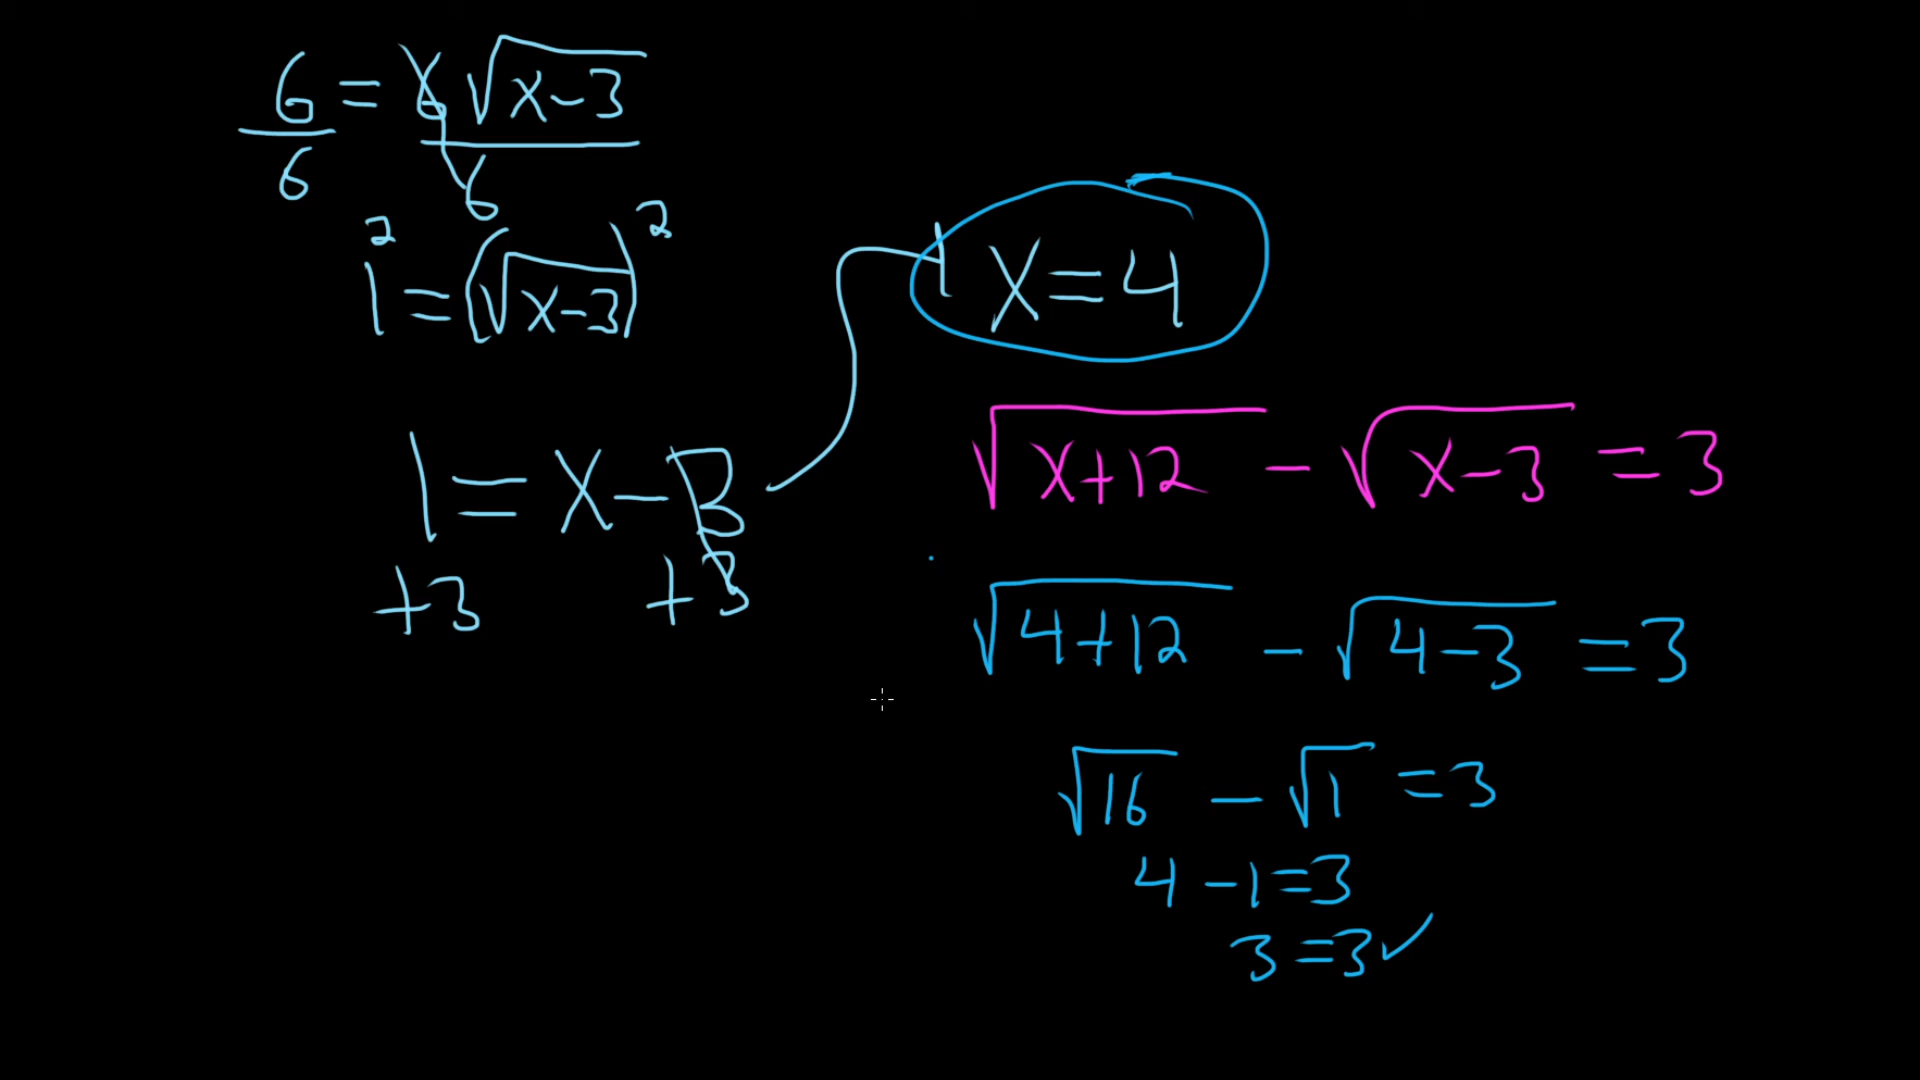 6 = 6√(x-3)
6 6
1² = (√(x-3))²
1 = x - 3
+3 +3
x = 4
√(x+12) - √(x-3) = 3
√(4+12) - √(4-3) = 3
√16 - √1 = 3
4 - 1 = 3
3 = 3 ✓